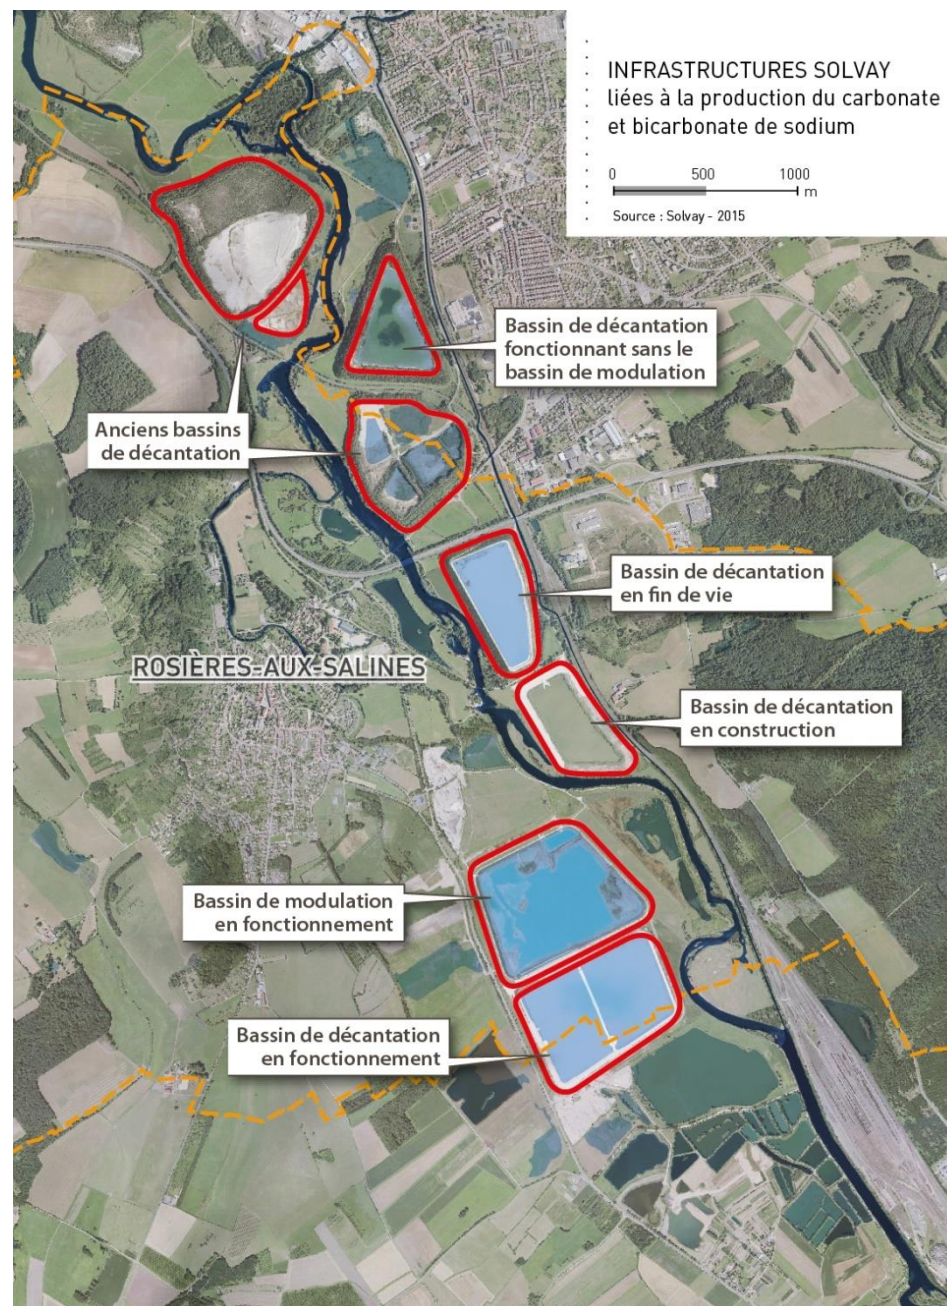 INFRASTRUCTURES SOLVAY
liées à la production du carbonate
et bicarbonate de sodium
0 500 1000
m
Source : Solvay - 2015
Bassin de décantation
fonctionnant sans le
bassin de modulation
Anciens bassins
de décantation
Bassin de décantation
en fin de vie
ROSIÈRES-AUX-SALINES
Bassin de décantation
en construction
Bassin de modulation
en fonctionnement
Bassin de décantation
en fonctionnement